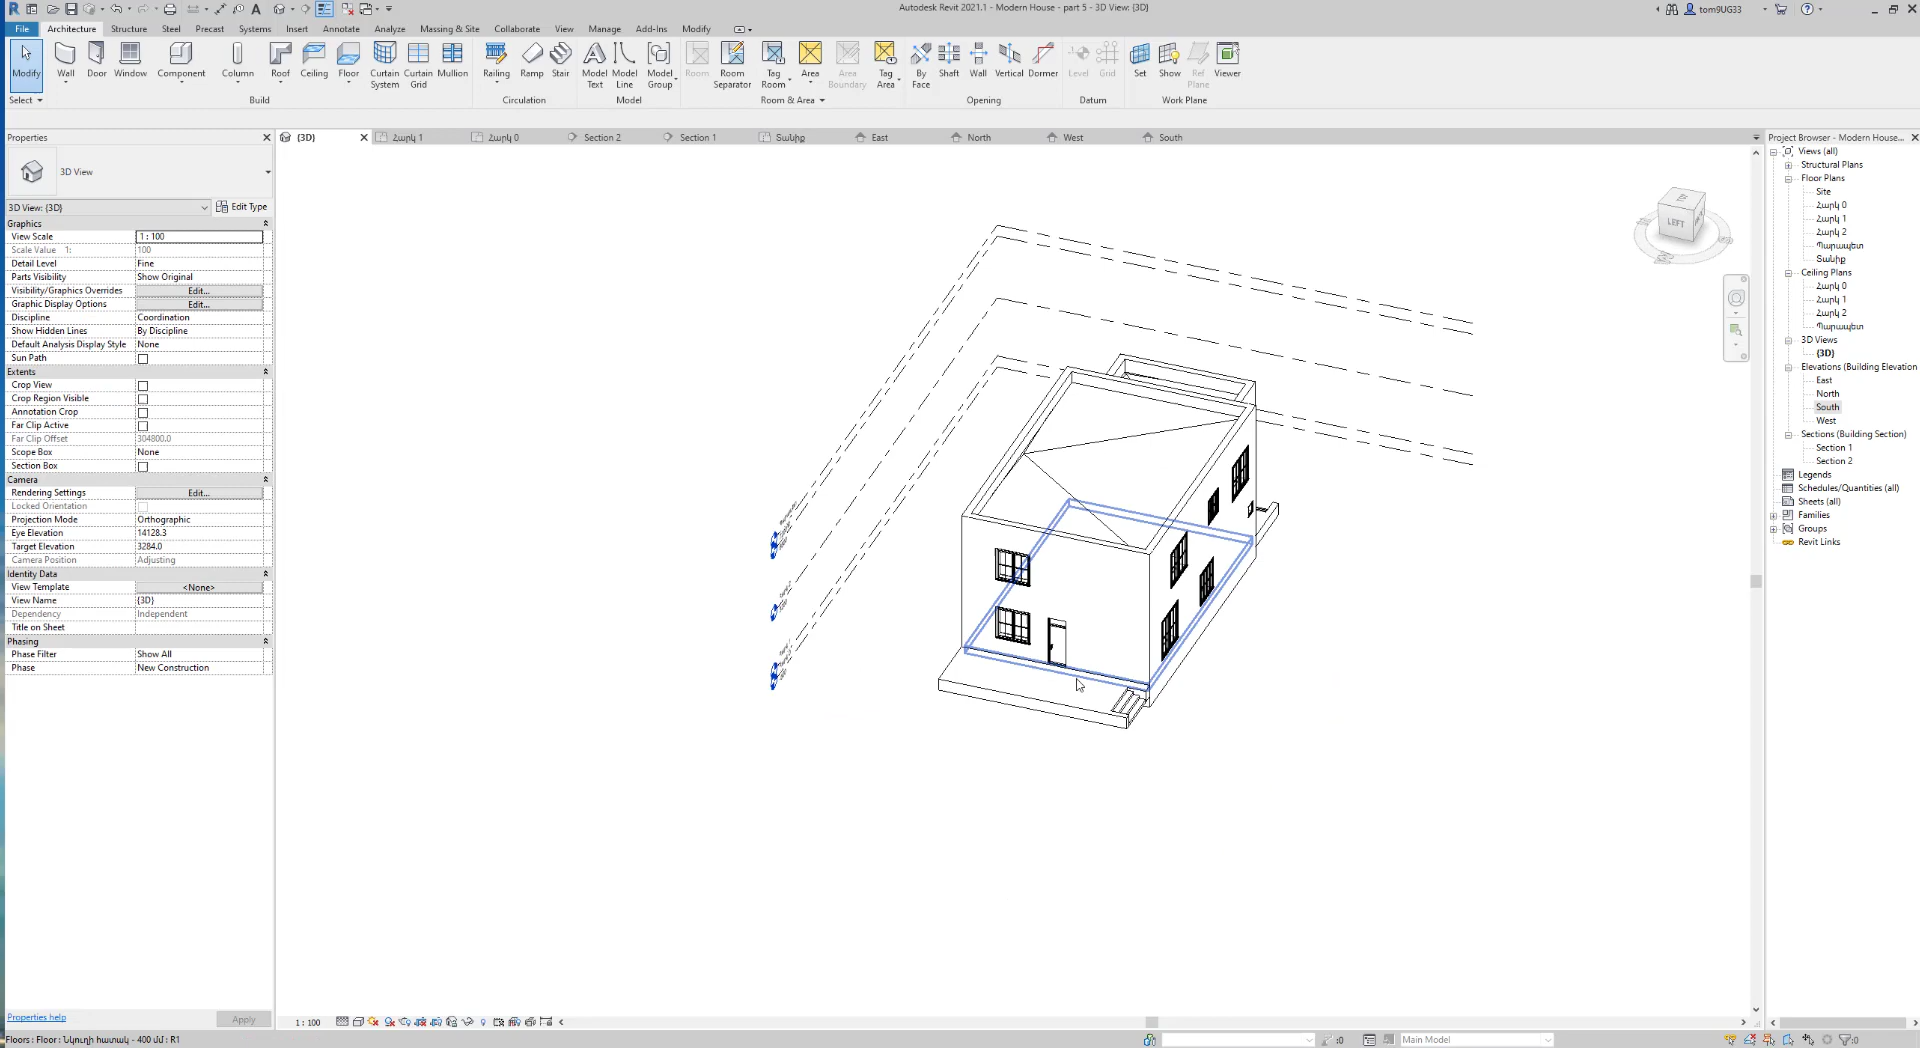 Autodesk Revit 2021.1 - Modern House - part 5 - 3D View: {3D}
tom9UG33
File
Architecture
Structure
Steel
Precast
Systems
Insert
Annotate
Analyze
Massing & Site
Collaborate
View
Manage
Add-Ins
Modify
Modify
Wall
Door
Window
Component
Column
Roof
Ceiling
Floor
Curtain System
Curtain Grid
Mullion
Railing
Ramp
Stair
Model Text
Model Line
Model Group
Room
Room Separator
Tag Room
Area
Area Boundary
Tag Area
By Face
Shaft
Wall
Vertical
Dormer
Level
Grid
Set
Show
Ref Plane
Viewer
Select
Build
Circulation
Model
Room & Area
Opening
Datum
Work Plane
Properties
{3D}
Հարկ 1
Հարկ 0
Section 2
Section 1
Տանիք
East
North
West
South
3D View
3D View: {3D}
Edit Type
Graphics
View Scale 1 : 100
Scale Value 1: 100
Detail Level Fine
Parts Visibility Show Original
Visibility/Graphics Overrides Edit...
Graphic Display Options Edit...
Discipline Coordination
Show Hidden Lines By Discipline
Default Analysis Display Style None
Sun Path
Extents
Crop View
Crop Region Visible
Annotation Crop
Far Clip Active
Far Clip Offset 304800.0
Scope Box None
Section Box
Camera
Rendering Settings Edit...
Locked Orientation
Projection Mode Orthographic
Eye Elevation 14128.3
Target Elevation 3284.0
Camera Position Adjusting
Identity Data
View Template <None>
View Name {3D}
Dependency Independent
Title on Sheet
Phasing
Phase Filter Show All
Phase New Construction
Properties help
Apply
LEFT
Project Browser - Modern House...
Views (all)
Structural Plans
Floor Plans
Site
Հարկ 0
Հարկ 1
Հարկ 2
Պարապետ
Տանիք
Ceiling Plans
Հարկ 0
Հարկ 1
Հարկ 2
Պարապետ
3D Views
{3D}
Elevations (Building Elevation
East
North
South
West
Sections (Building Section)
Section 1
Section 2
Legends
Schedules/Quantities (all)
Sheets (all)
Families
Groups
Revit Links
1 : 100
Floors : Floor : Նկուղի հատակ - 400 մմ : R1
:0
Main Model
:0